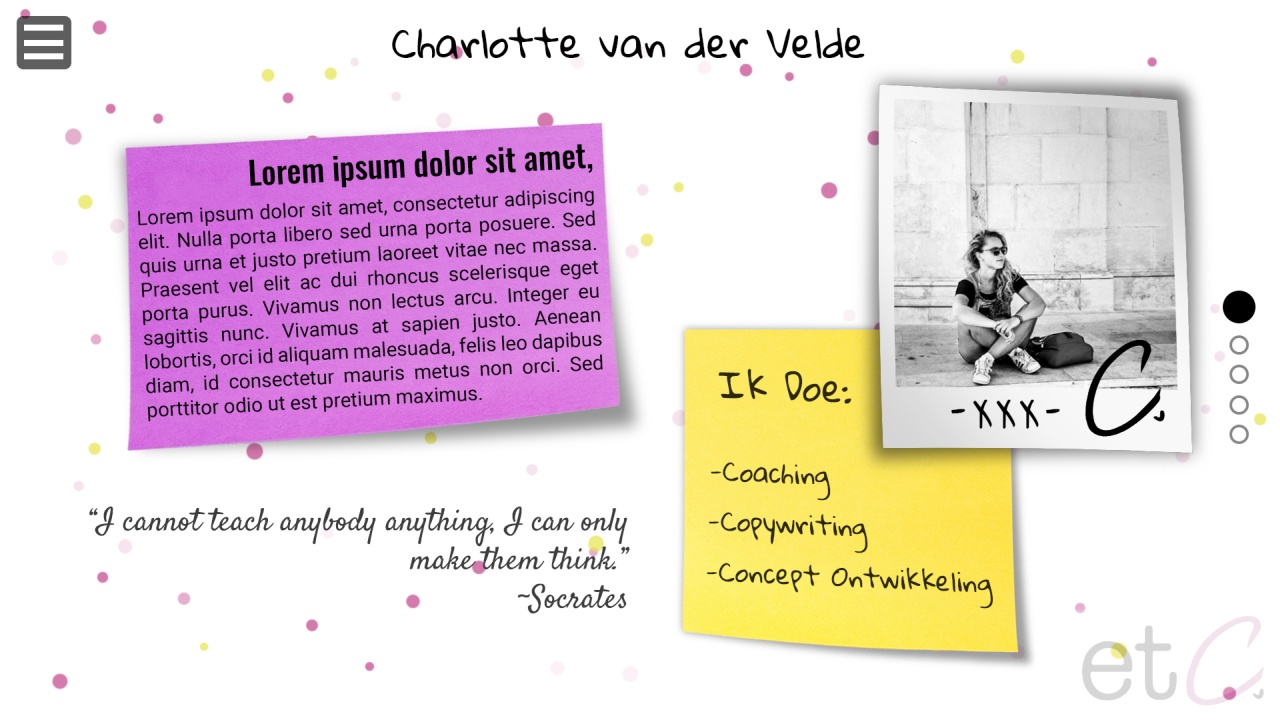 Charlotte van der Velde
Lorem ipsum dolor sit amet,
Lorem ipsum dolor sit amet, consectetur adipiscing
elit. Nulla porta libero sed urna porta posuere. Sed
quis urna et justo pretium laoreet vitae nec massa.
Praesent vel elit ac dui rhoncus scelerisque eget
porta purus. Vivamus non lectus arcu. Integer eu
sagittis nunc. Vivamus at sapien justo. Aenean
lobortis, orci id aliquam malesuada, felis leo dapibus
diam, id consectetur mauris metus non orci. Sed
porttitor odio ut est pretium maximus.
“I cannot teach anybody anything, I can only
make them think.”
~Socrates
Ik Doe:
-Coaching
-Copywriting
-Concept Ontwikkeling
-XXX- C,
etC,